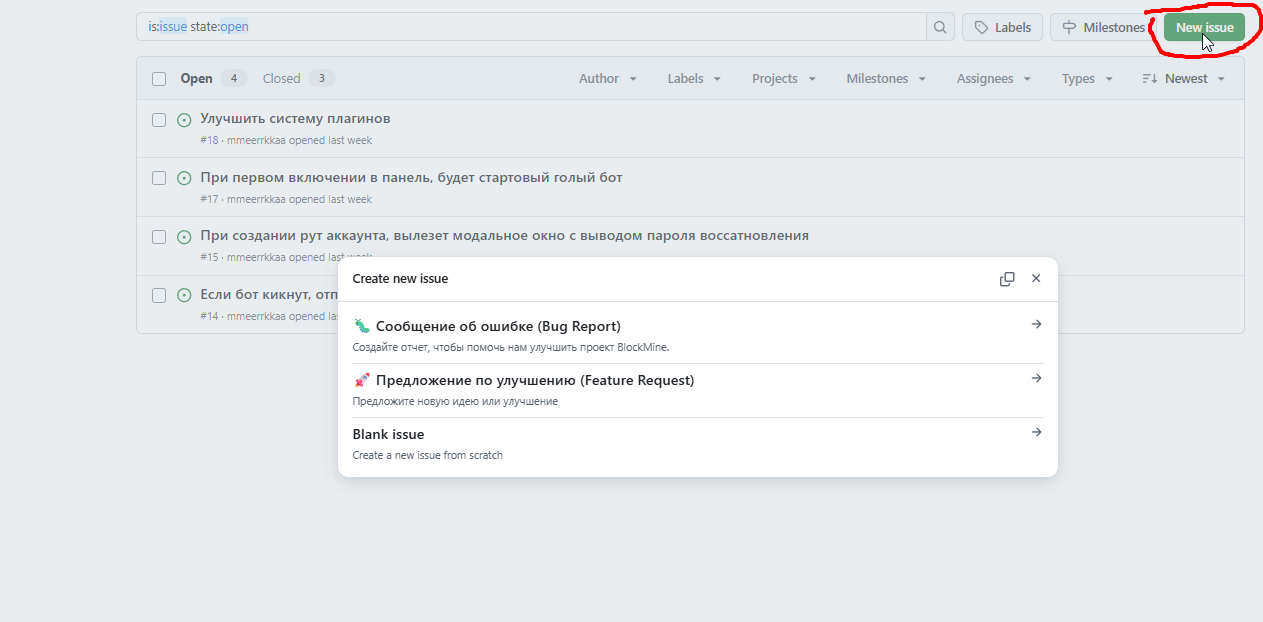 is:issue state:open
Labels
Milestones
New issue
Open 4 Closed 3 Author Labels Projects Milestones Assignees Types Newest
Улучшить систему плагинов
#18 · mmeerrkkaa opened last week
При первом включении в панель, будет стартовый голый бот
#17 · mmeerrkkaa opened last week
При создании рут аккаунта, вылезет модальное окно с выводом пароля воссатновления
#15 · mmeerrkkaa opened last week
Если бот кикнут,
#14 · mmeerrkkaa opened
Create new issue
Сообщение об ошибке (Bug Report)
Создайте отчет, чтобы помочь нам улучшить проект BlockMine.
Предложение по улучшению (Feature Request)
Предложите новую идею или улучшение
Blank issue
Create a new issue from scratch